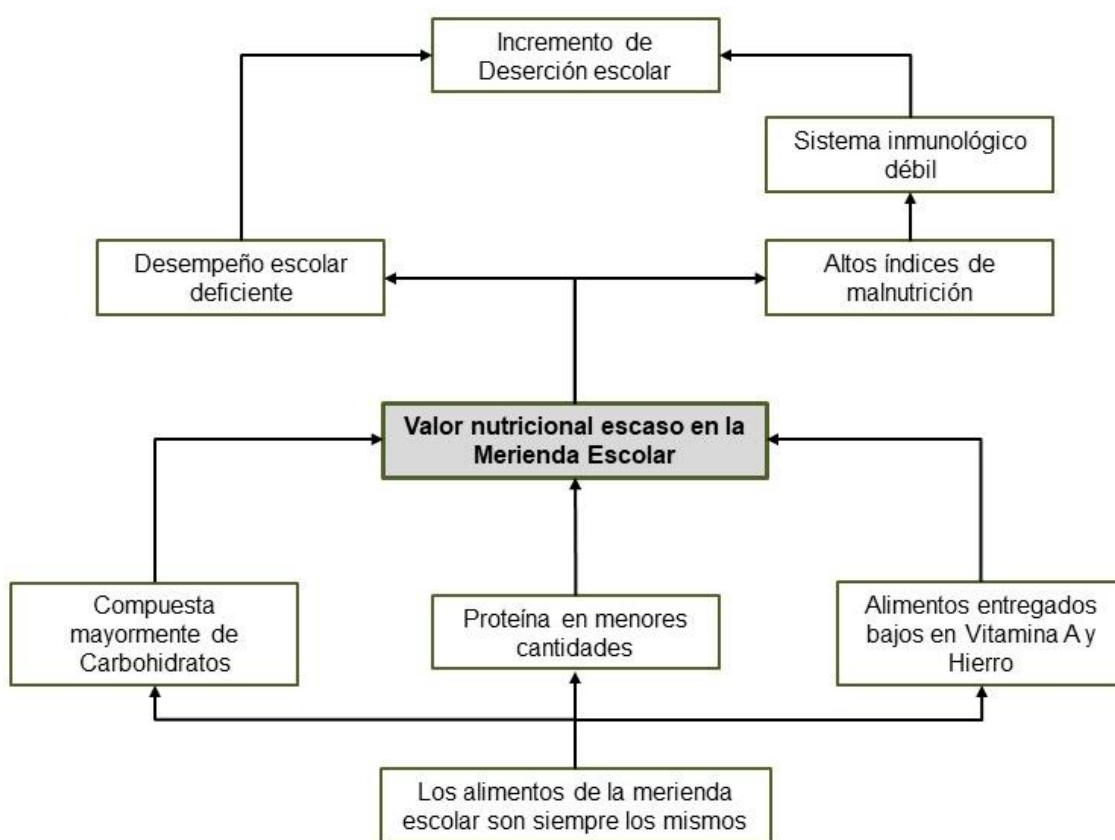 Incremento de
Deserción escolar
Sistema inmunológico
débil
Desempeño escolar
deficiente
Altos índices de
malnutrición
Valor nutricional escaso en la
Merienda Escolar
Compuesta
mayormente de
Carbohidratos
Proteína en menores
cantidades
Alimentos entregados
bajos en Vitamina A y
Hierro
Los alimentos de la merienda
escolar son siempre los mismos